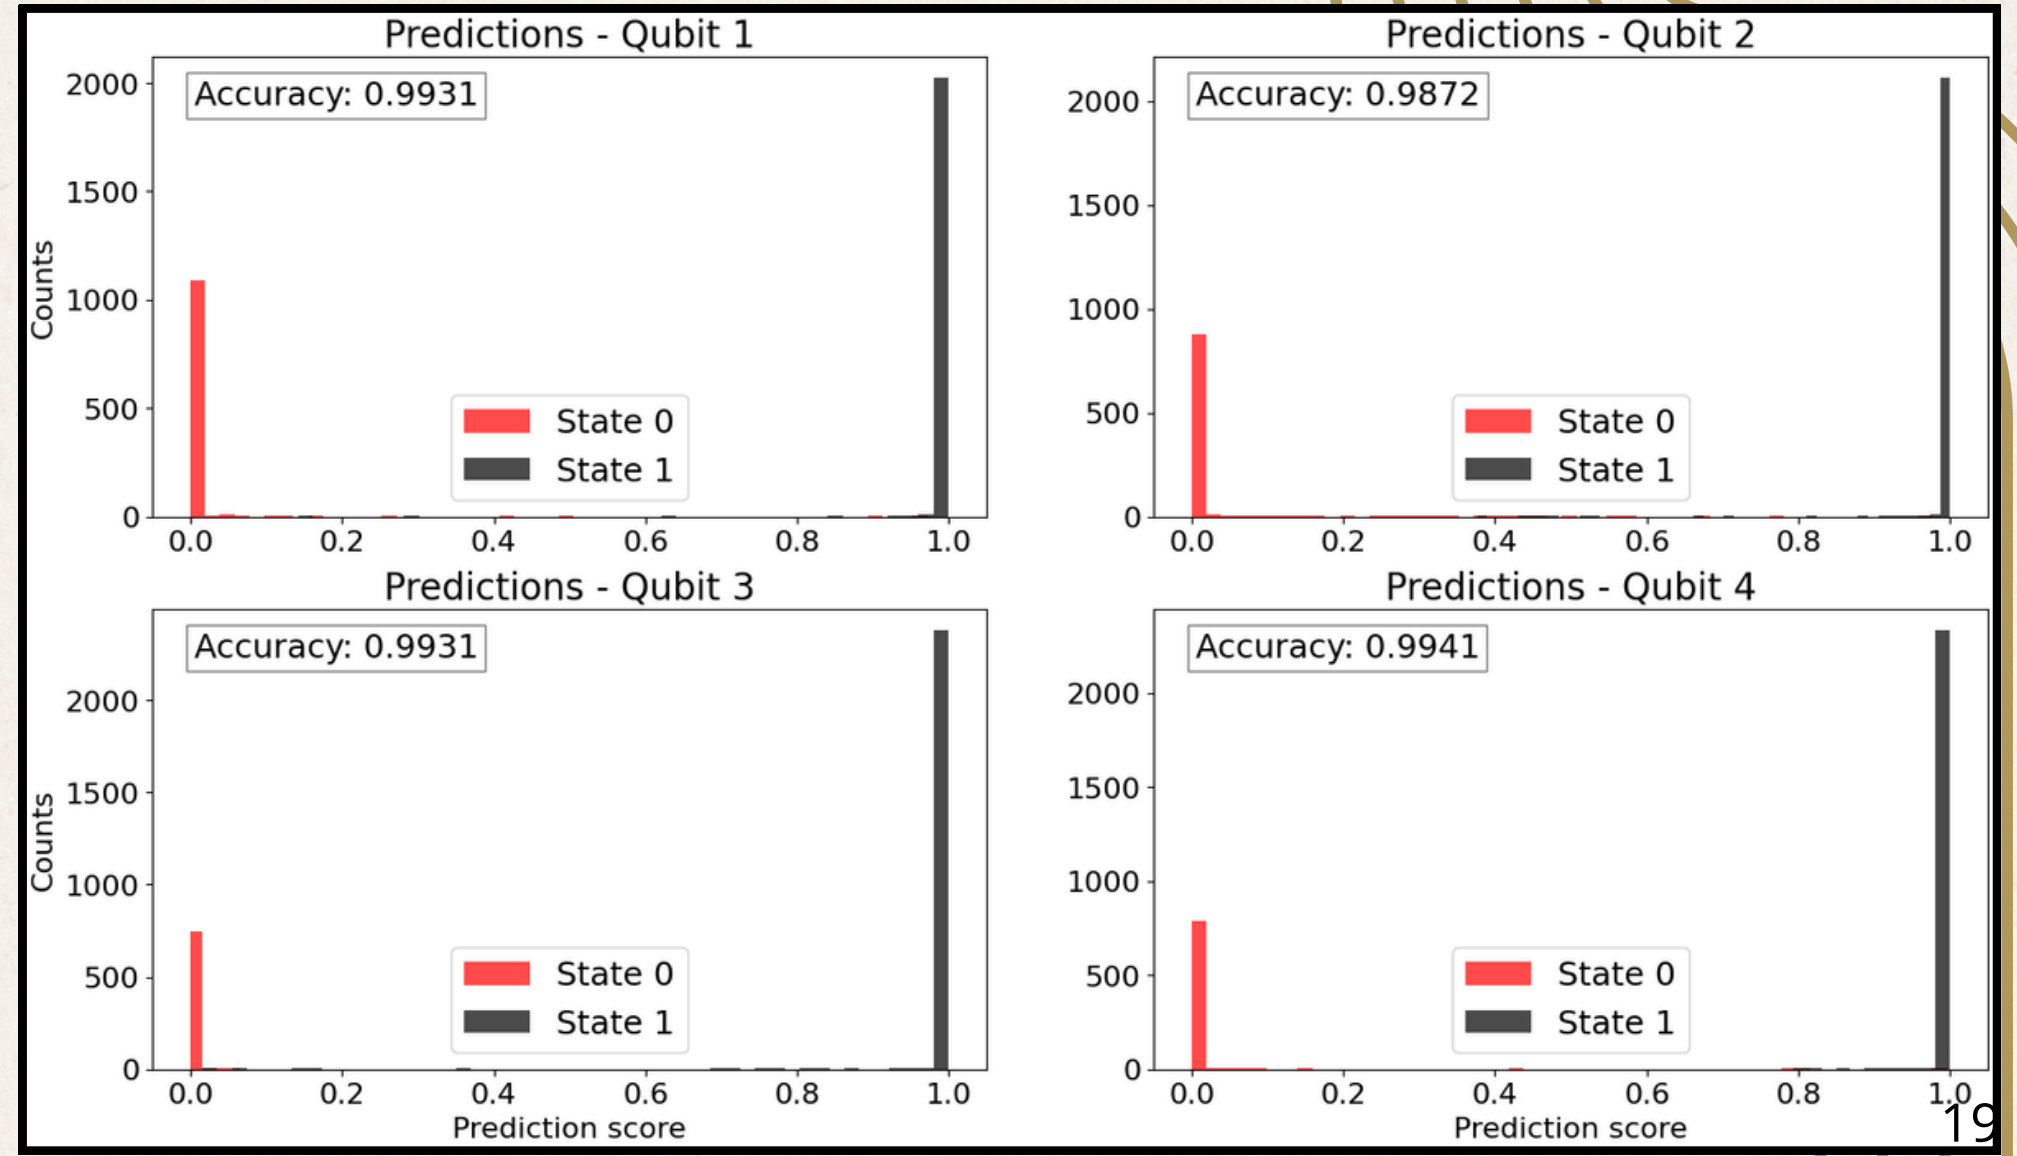 Predictions - Qubit 1
Accuracy: 0.9931
2000
1500
1000
500
0
Counts
State 0
State 1
0.0 0.2 0.4 0.6 0.8 1.0
Predictions - Qubit 2
Accuracy: 0.9872
2000
1500
1000
500
0
State 0
State 1
0.0 0.2 0.4 0.6 0.8 1.0
Predictions - Qubit 3
Accuracy: 0.9931
2000
1500
1000
500
0
Counts
State 0
State 1
0.0 0.2 0.4 0.6 0.8 1.0
Prediction score
Predictions - Qubit 4
Accuracy: 0.9941
2000
1500
1000
500
0
State 0
State 1
0.0 0.2 0.4 0.6 0.8 1.0
Prediction score
19